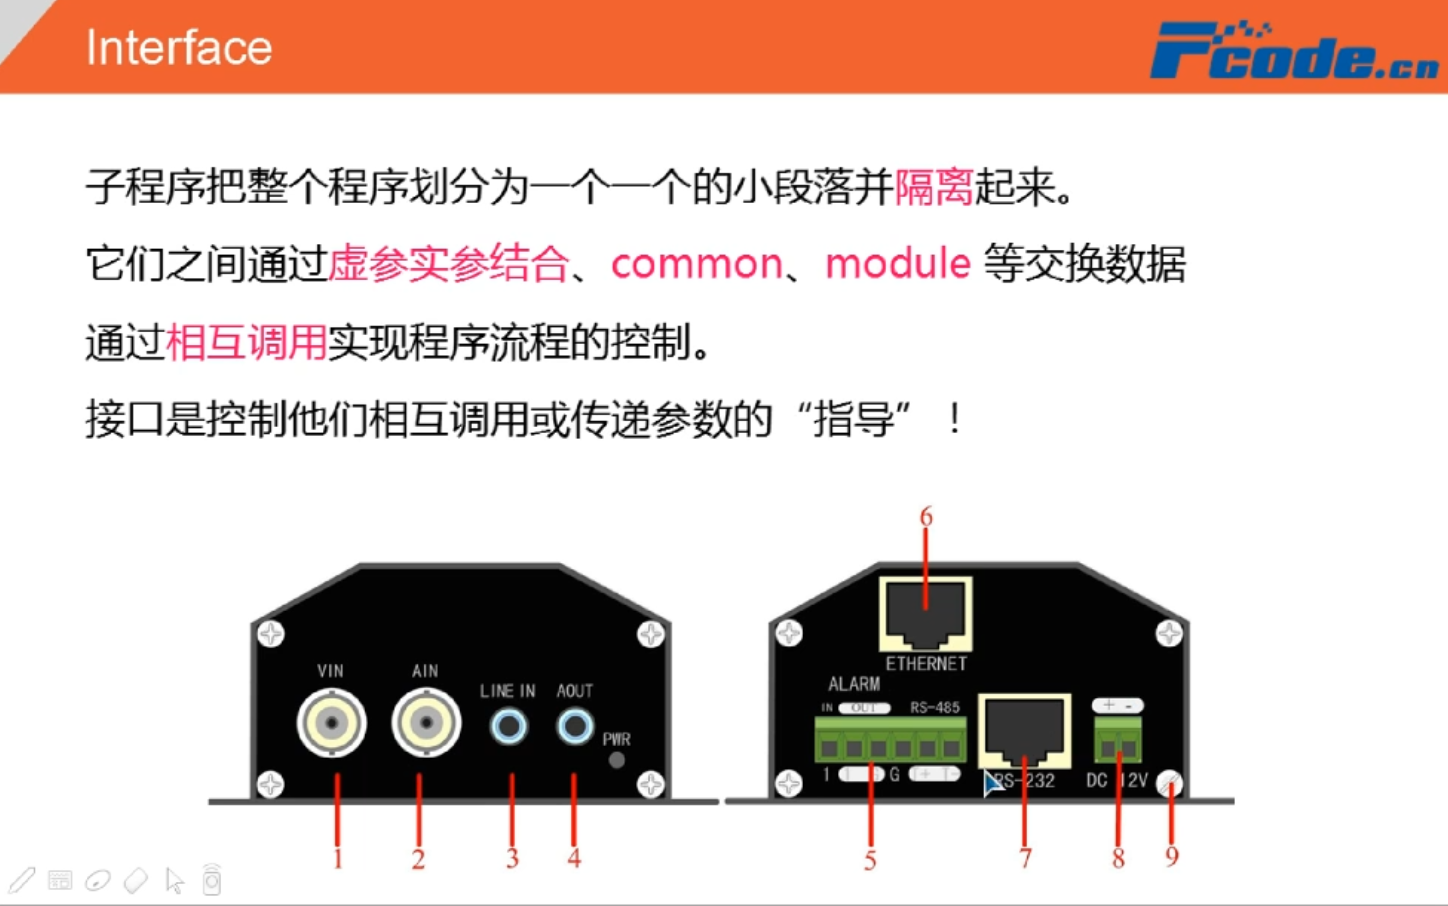 Interface
Fcode.cn
子程序把整个程序划分为一个一个的小段落并隔离起来。
它们之间通过虚参实参结合、common、module 等交换数据
通过相互调用实现程序流程的控制。
接口是控制他们相互调用或传递参数的“指导”！
6
VIN AIN
LINE IN AOUT
PWR
ETHERNET
ALARM
IN OUT RS-485
+ -
1 G
RS-232
DC 12V
1 2 3 4 5 7 8 9